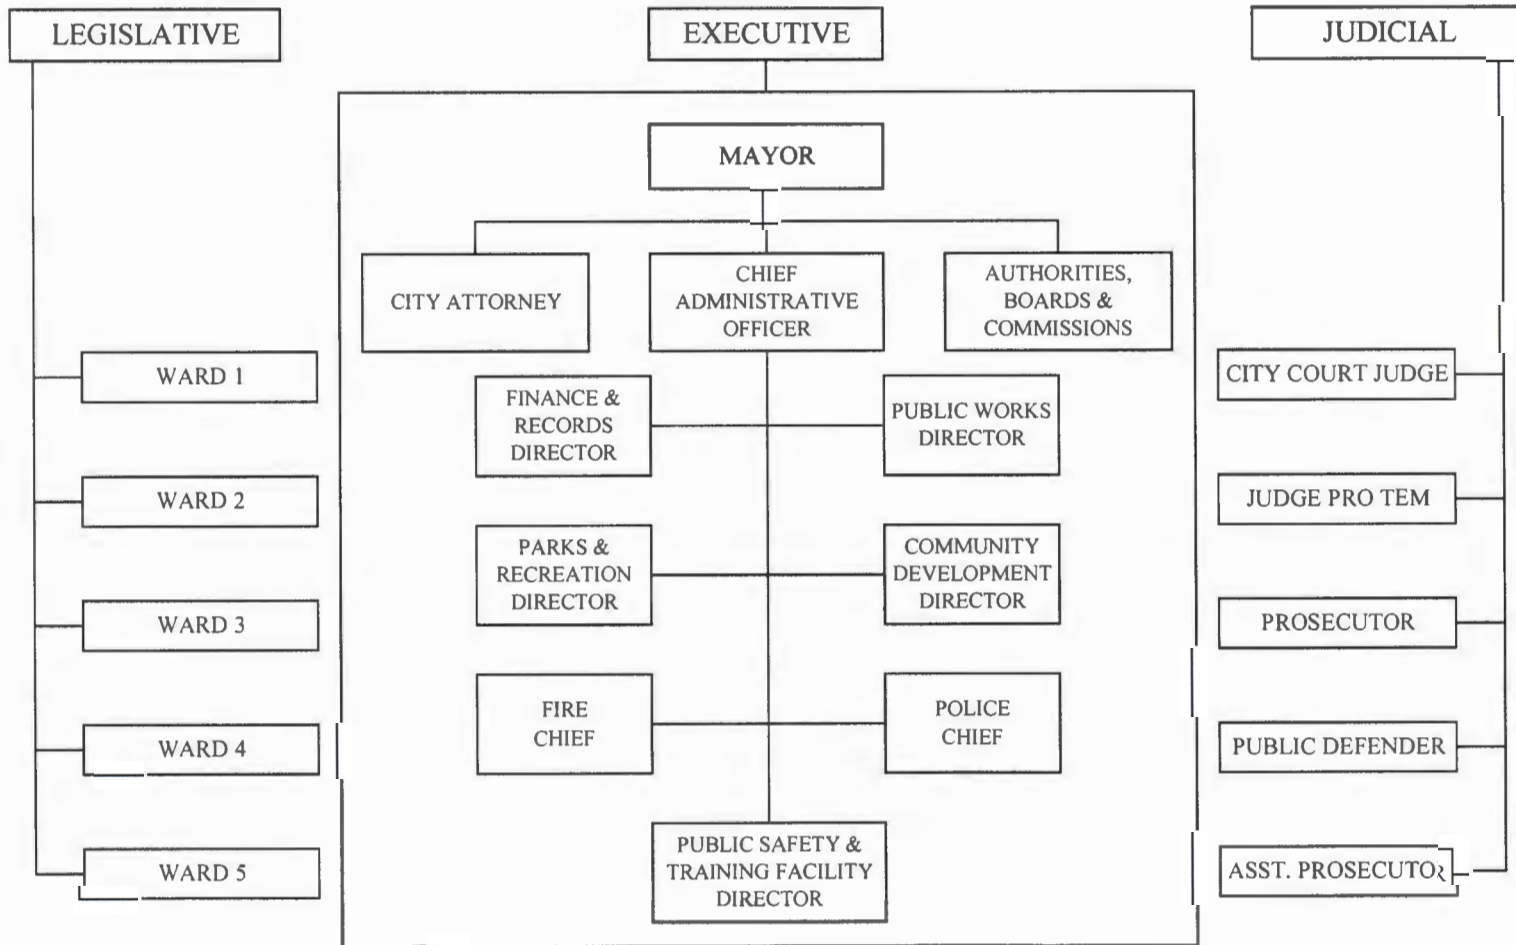 LEGISLATIVE
EXECUTIVE
JUDICIAL
MAYOR
CITY ATTORNEY
CHIEF
ADMINISTRATIVE
OFFICER
AUTHORITIES,
BOARDS &
COMMISSIONS
WARD 1
WARD 2
WARD 3
WARD 4
WARD 5
FINANCE &
RECORDS
DIRECTOR
PUBLIC WORKS
DIRECTOR
PARKS &
RECREATION
DIRECTOR
COMMUNITY
DEVELOPMENT
DIRECTOR
FIRE
CHIEF
POLICE
CHIEF
PUBLIC SAFETY &
TRAINING FACILITY
DIRECTOR
CITY COURT JUDGE
JUDGE PRO TEM
PROSECUTOR
PUBLIC DEFENDER
ASST. PROSECUTOR